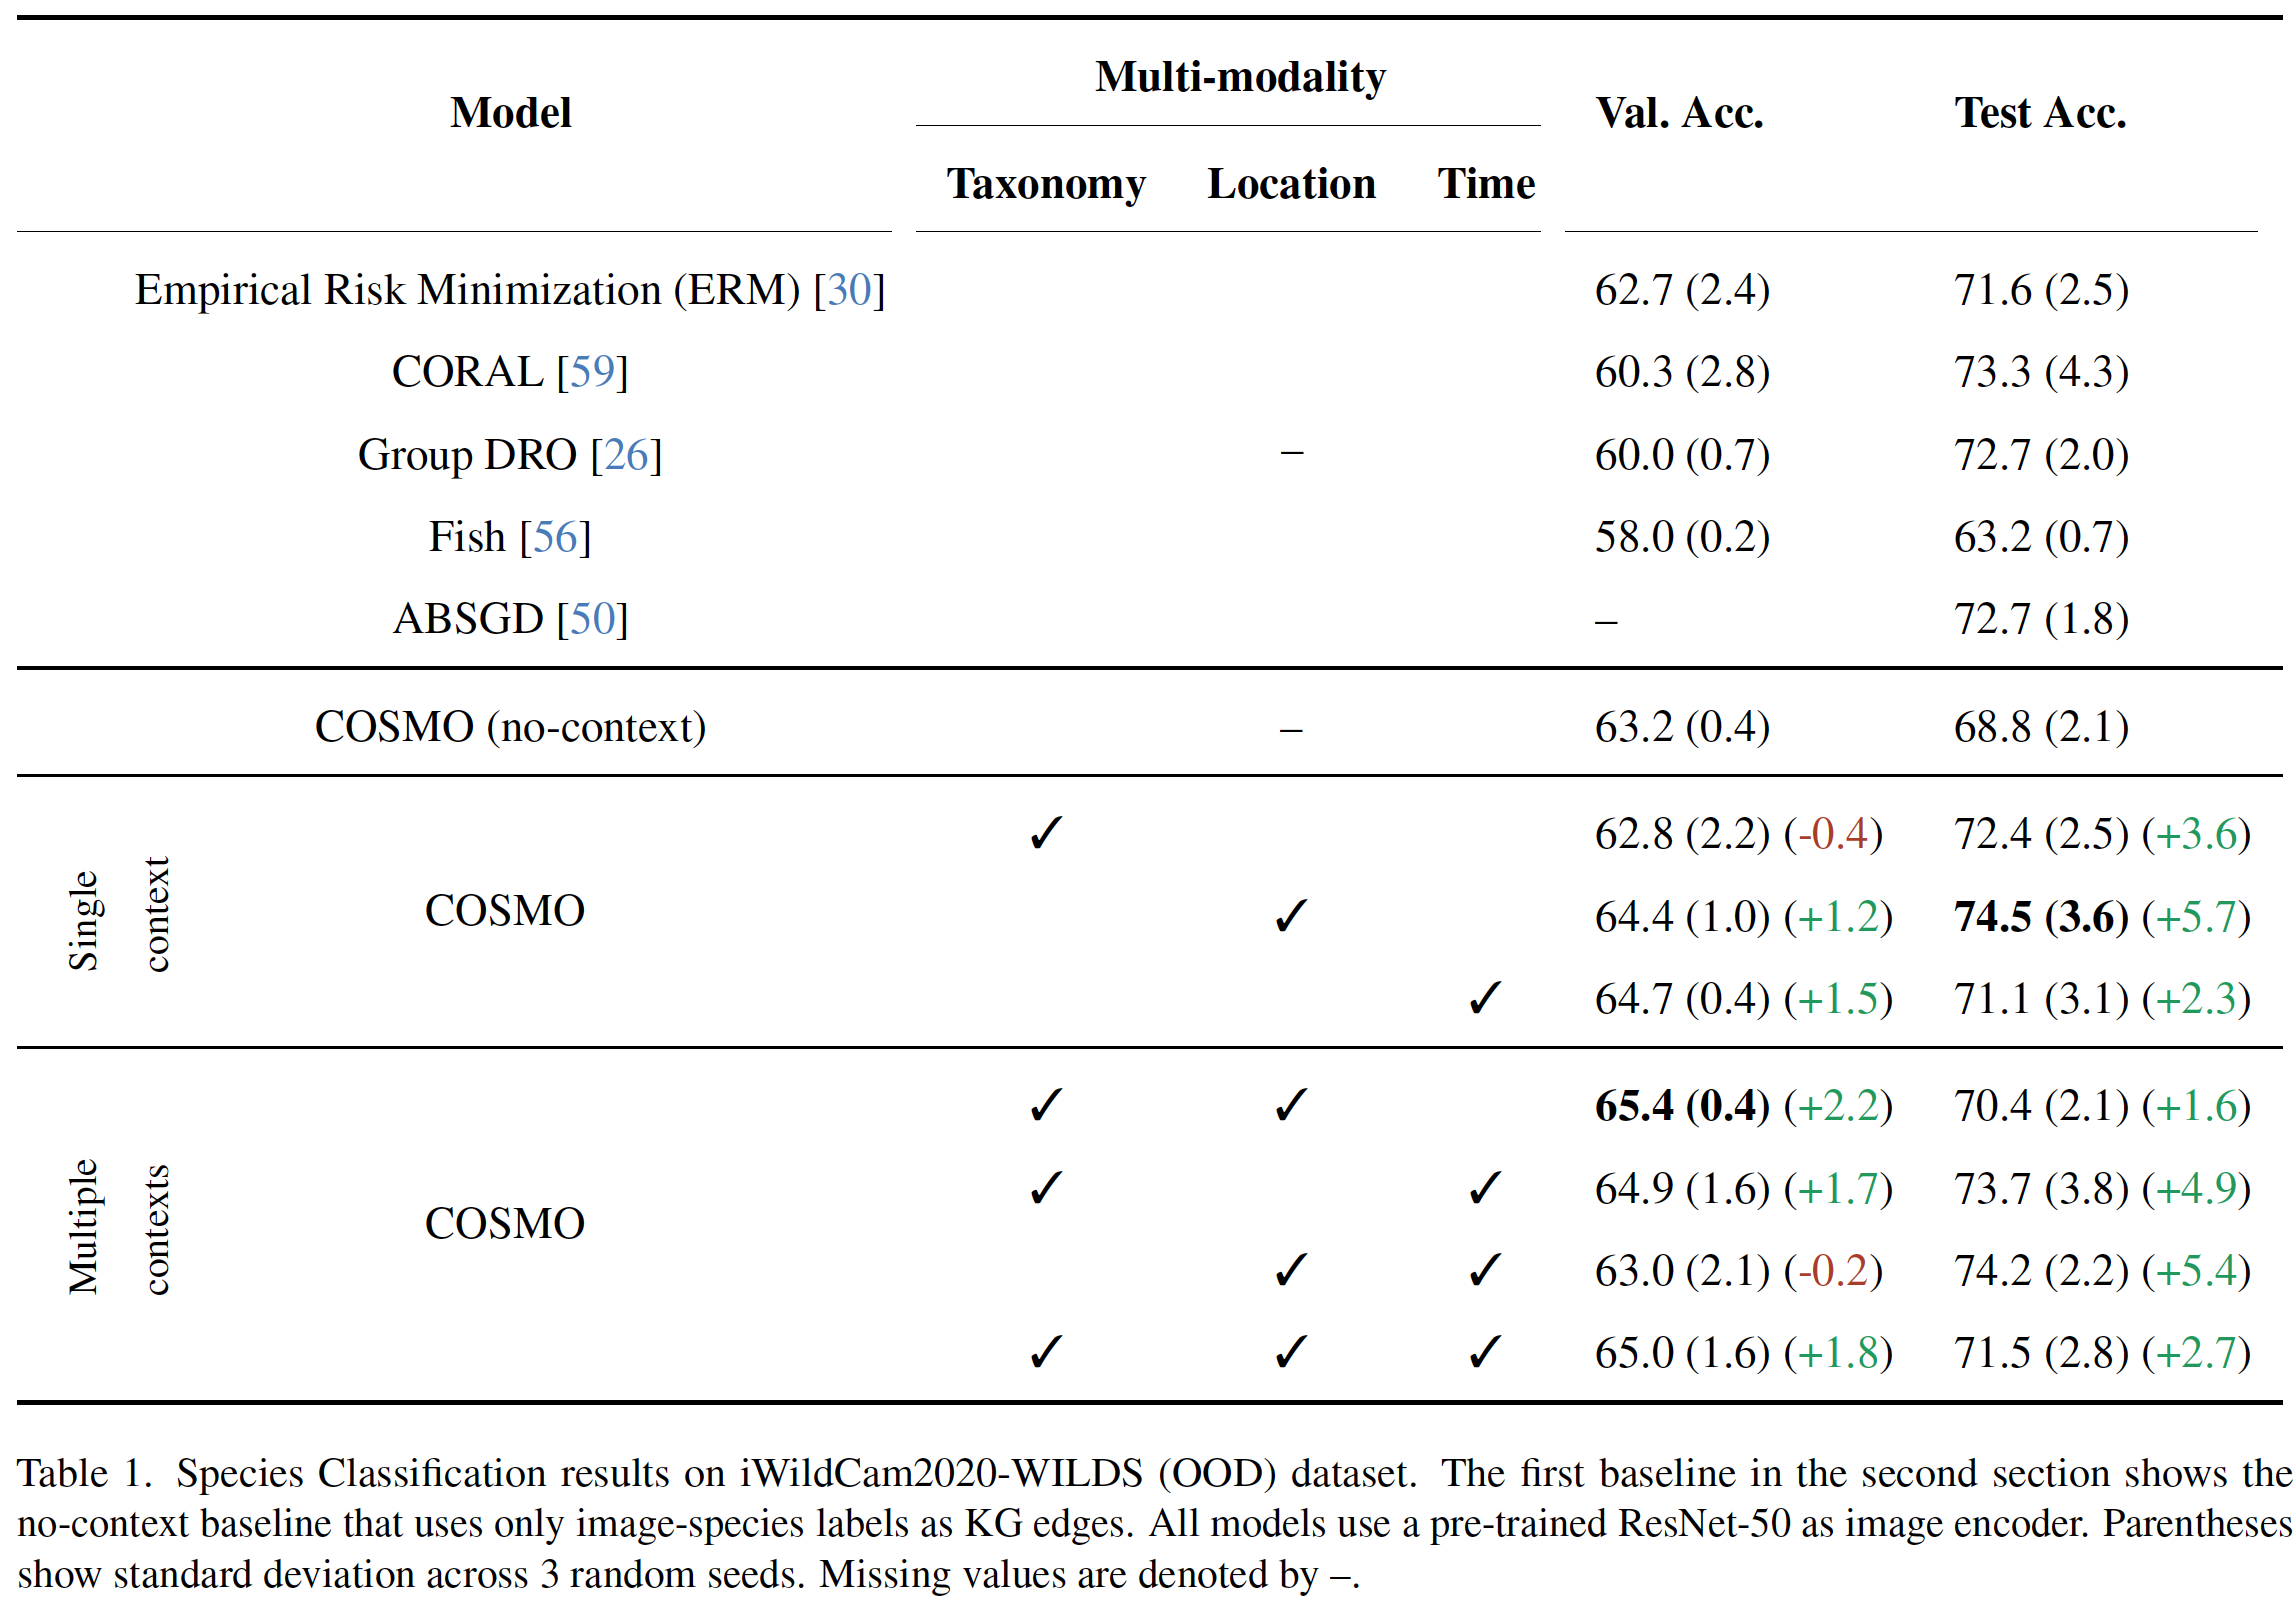 Model Multi-modality Val. Acc. Test Acc.
Taxonomy Location Time
Empirical Risk Minimization (ERM) [30] 62.7 (2.4) 71.6 (2.5)
CORAL [59] 60.3 (2.8) 73.3 (4.3)
Group DRO [26] – 60.0 (0.7) 72.7 (2.0)
Fish [56] 58.0 (0.2) 63.2 (0.7)
ABSGD [50] – 72.7 (1.8)
COSMO (no-context) – 63.2 (0.4) 68.8 (2.1)
Single context COSMO
✓ 62.8 (2.2) (-0.4) 72.4 (2.5) (+3.6)
✓ 64.4 (1.0) (+1.2) 74.5 (3.6) (+5.7)
✓ 64.7 (0.4) (+1.5) 71.1 (3.1) (+2.3)
Multiple contexts COSMO
✓ ✓ 65.4 (0.4) (+2.2) 70.4 (2.1) (+1.6)
✓ ✓ 64.9 (1.6) (+1.7) 73.7 (3.8) (+4.9)
✓ ✓ 63.0 (2.1) (-0.2) 74.2 (2.2) (+5.4)
✓ ✓ ✓ 65.0 (1.6) (+1.8) 71.5 (2.8) (+2.7)
Table 1. Species Classification results on iWildCam2020-WILDS (OOD) dataset. The first baseline in the second section shows the
no-context baseline that uses only image-species labels as KG edges. All models use a pre-trained ResNet-50 as image encoder. Parentheses
show standard deviation across 3 random seeds. Missing values are denoted by –.